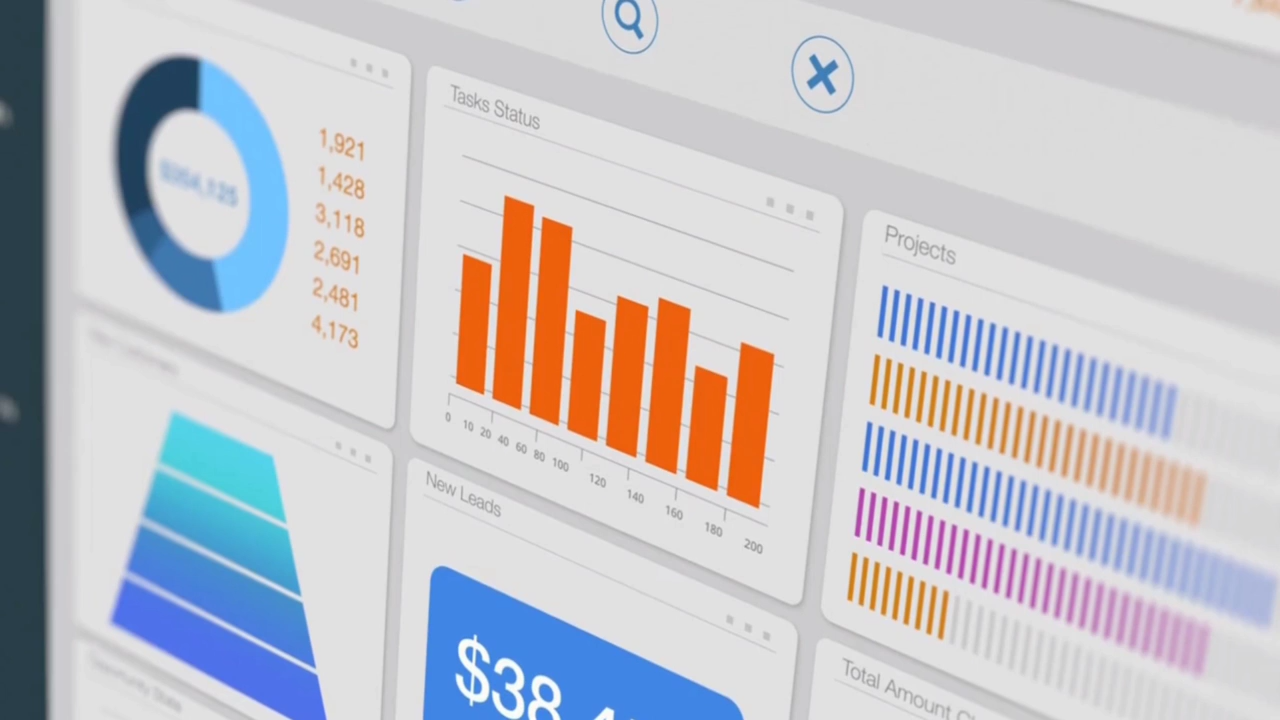 1,921
1,428
3,118
2,691
2,481
4,173
Tasks Status
0 10 20 40 60 80 100 120 140 160 180 200
Projects
New Leads
$38
Total Amount